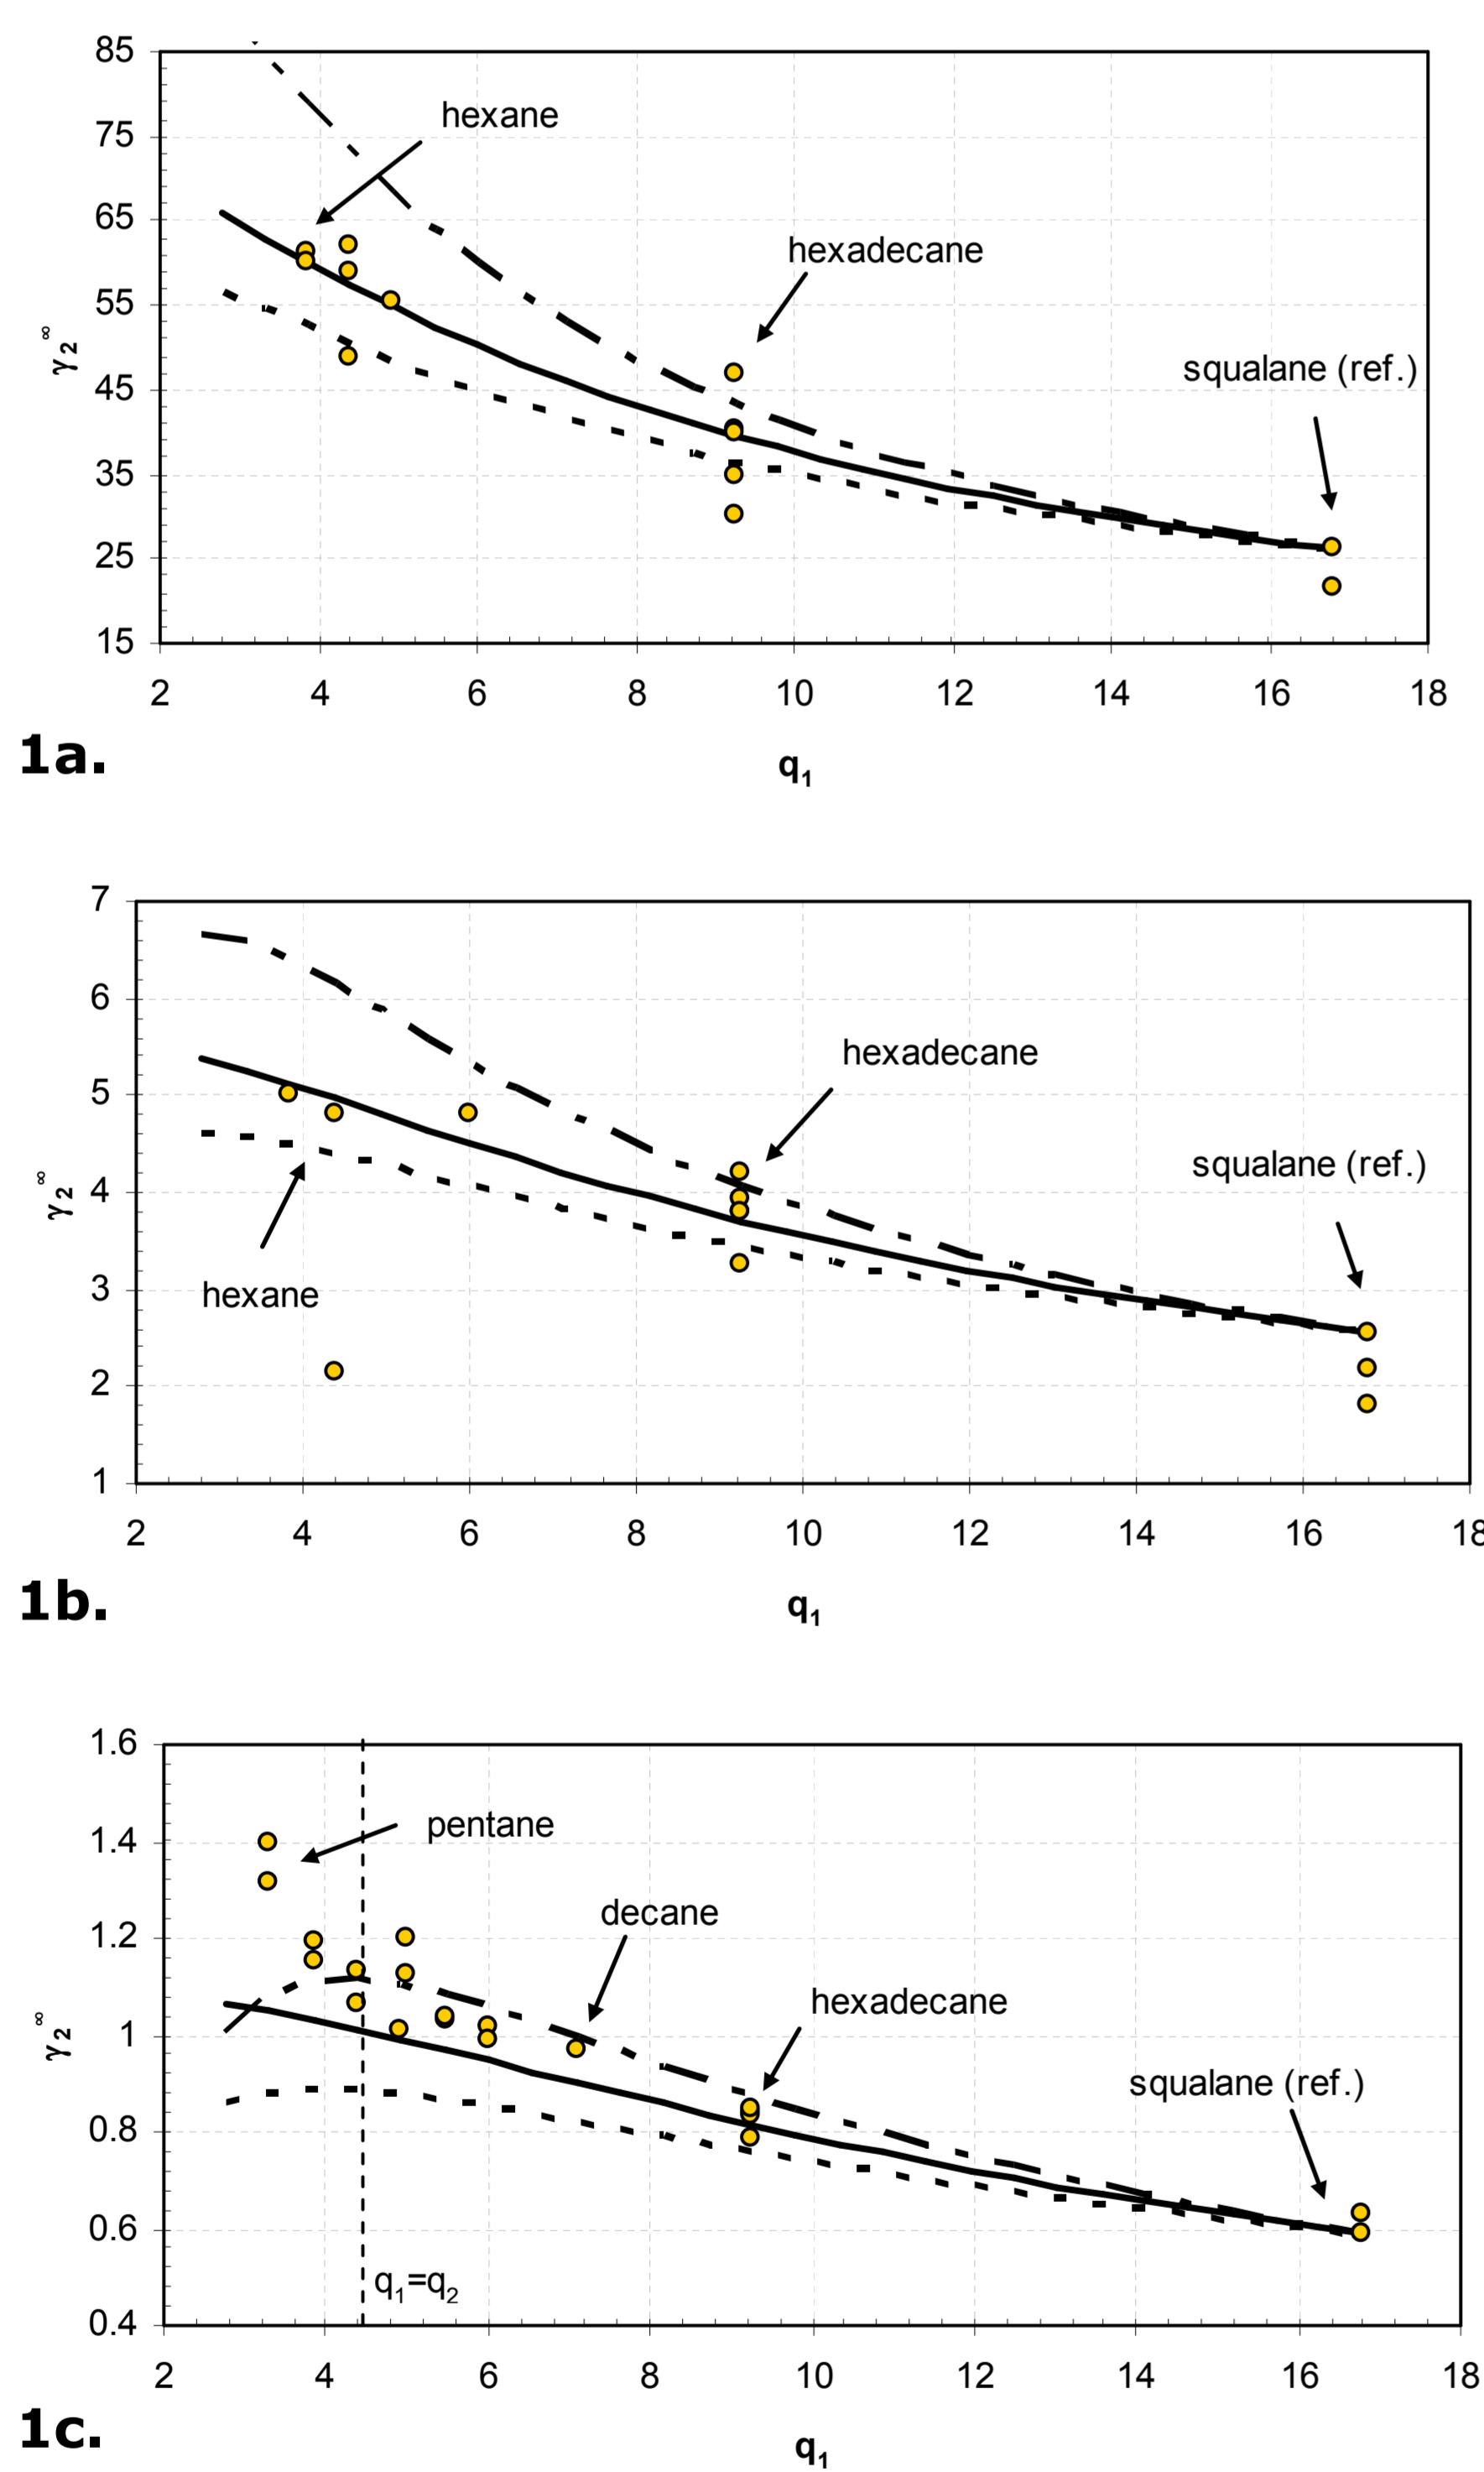 85
hexane
75
65
hexadecane
55
γ₂∞
45
squalane (ref.)
35
25
15
2 4 6 8 10 12 14 16 18
1a.
q₁
7
6
hexadecane
5
squalane (ref.)
γ₂∞
4
3
hexane
2
1
2 4 6 8 10 12 14 16 18
1b.
q₁
1.6
1.4
pentane
decane
1.2
hexadecane
γ₂∞
1
squalane (ref.)
0.8
0.6
q₁=q₂
0.4
2 4 6 8 10 12 14 16 18
1c.
q₁